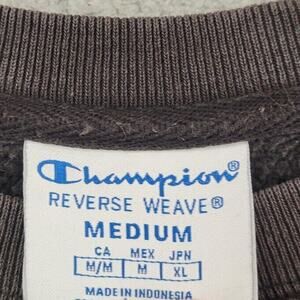 Champion®
REVERSE WEAVE®
MEDIUM
CA MEX JPN
M/M M XL
MADE IN INDONESIA